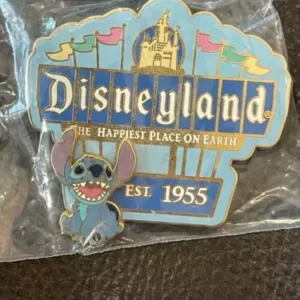 Disneyland®
THE HAPPIEST PLACE ON EARTH
EST. 1955